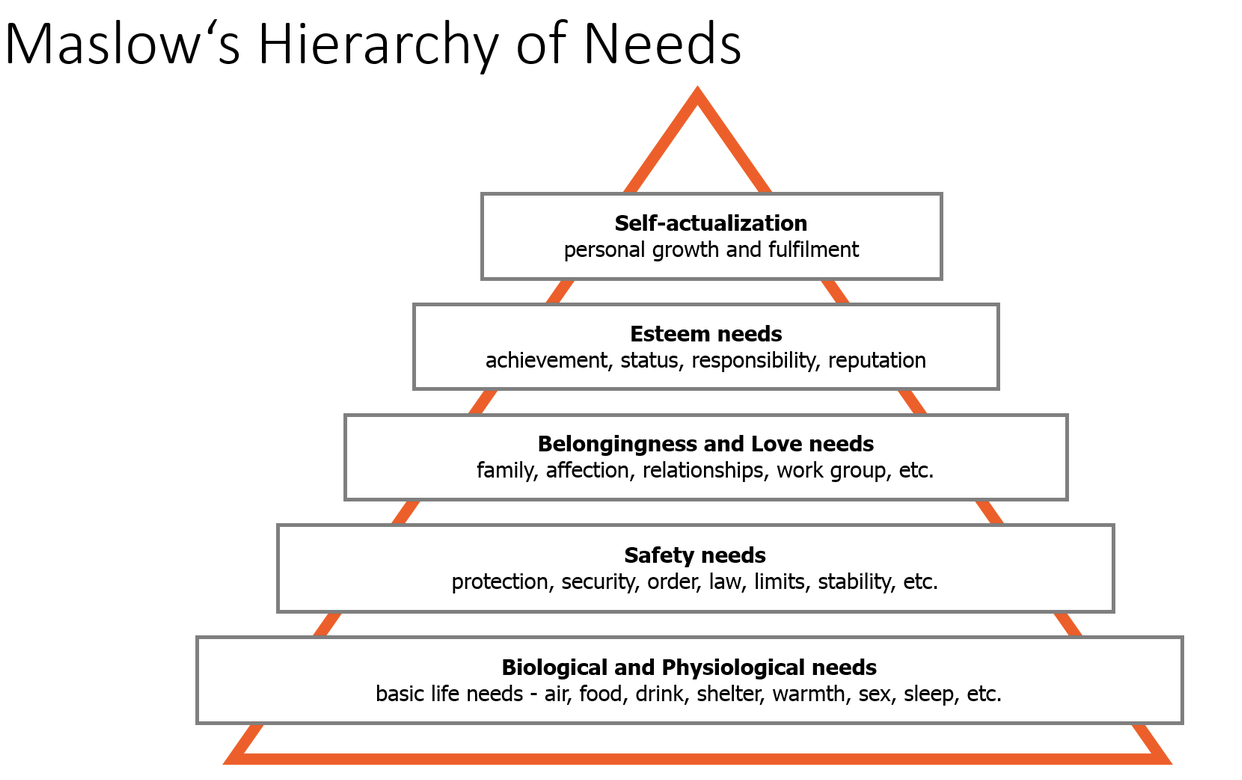 Maslow‘s Hierarchy of Needs
Self-actualization
personal growth and fulfilment
Esteem needs
achievement, status, responsibility, reputation
Belongingness and Love needs
family, affection, relationships, work group, etc.
Safety needs
protection, security, order, law, limits, stability, etc.
Biological and Physiological needs
basic life needs - air, food, drink, shelter, warmth, sex, sleep, etc.